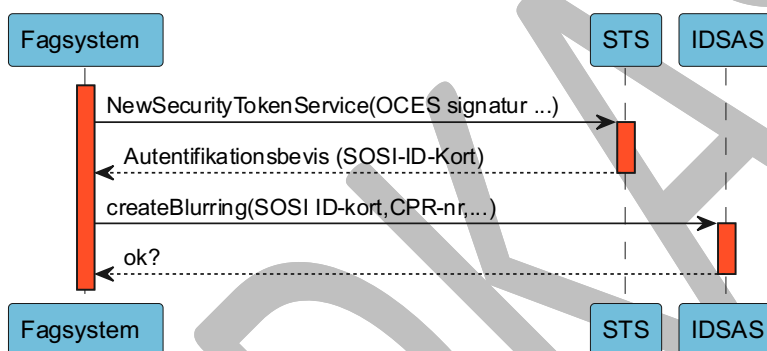 Fagsystem STS IDSAS
NewSecurityTokenService(OCES signatur ...)
Autentifikationsbevis (SOSI-ID-Kort)
createBlurring(SOSI ID-kort,CPR-nr,...)
ok?
Fagsystem STS IDSAS